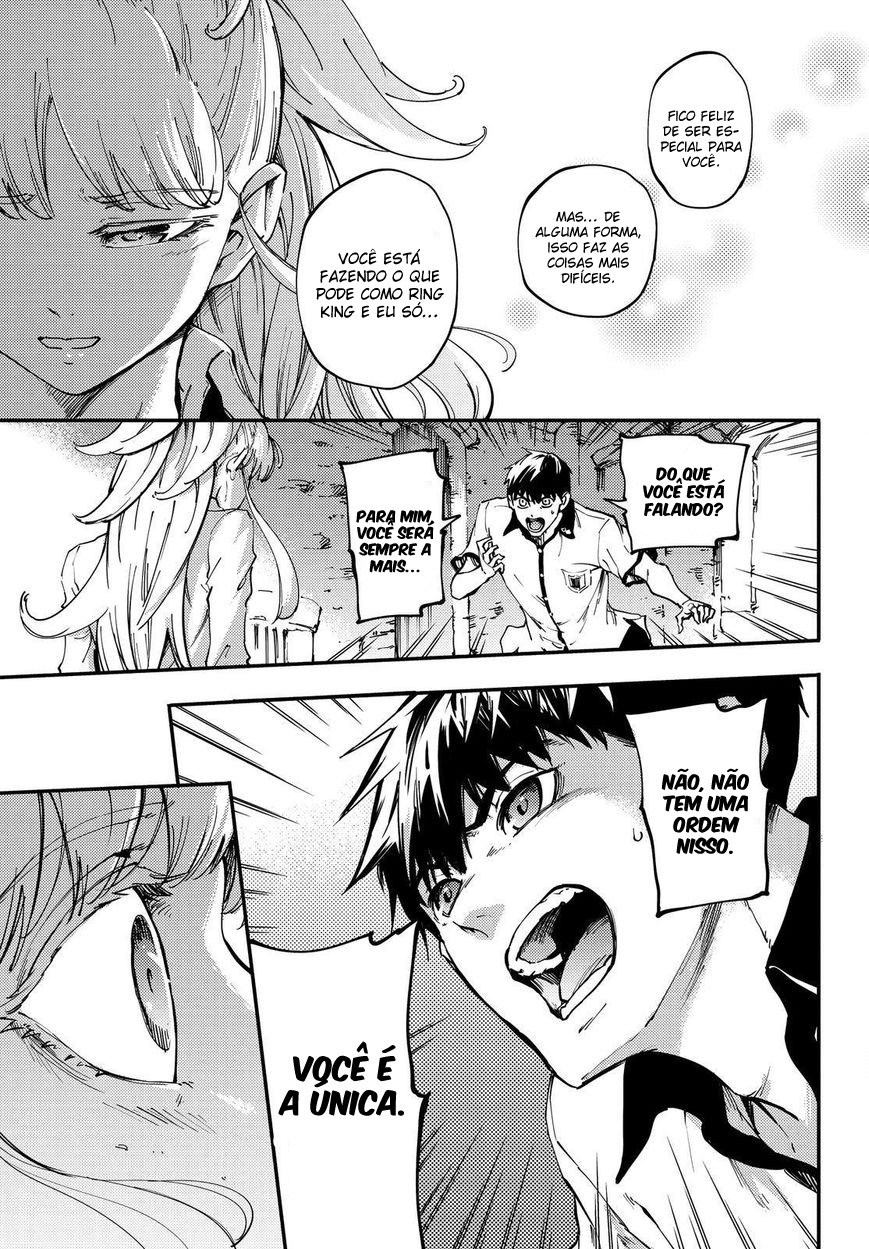 FICO FELIZ
DE SER ES-
PECIAL PARA
VOCÊ.
MAS... DE
ALGUMA FORMA,
ISSO FAZ AS
COISAS MAIS
DIFÍCEIS.
VOCÊ ESTÁ
FAZENDO O QUE
PODE COMO RING
KING E EU SÓ...
DO QUE
VOCÊ ESTÁ
FALANDO?
PARA MIM,
VOCÊ SERÁ
SEMPRE A
MAIS...
NÃO, NÃO
TEM UMA
ORDEM
NISSO.
VOCÊ É
A ÚNICA.